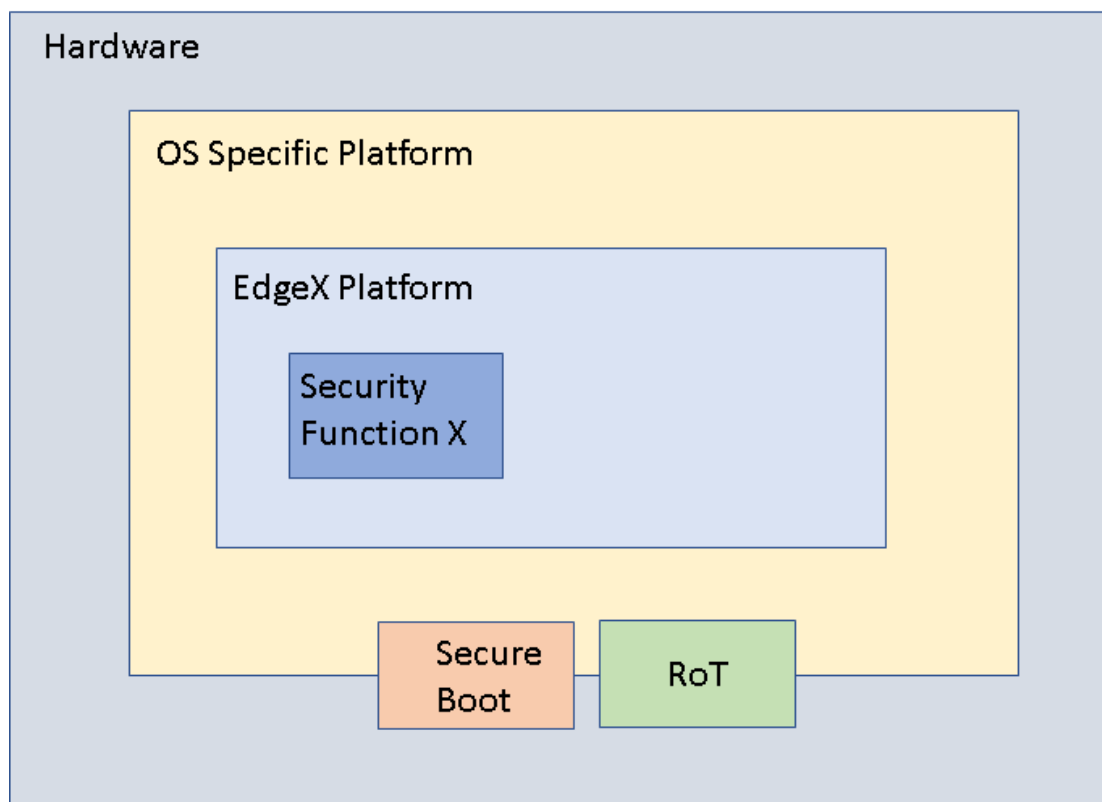 Hardware
OS Specific Platform
EdgeX Platform
Security
Function X
Secure
Boot
RoT